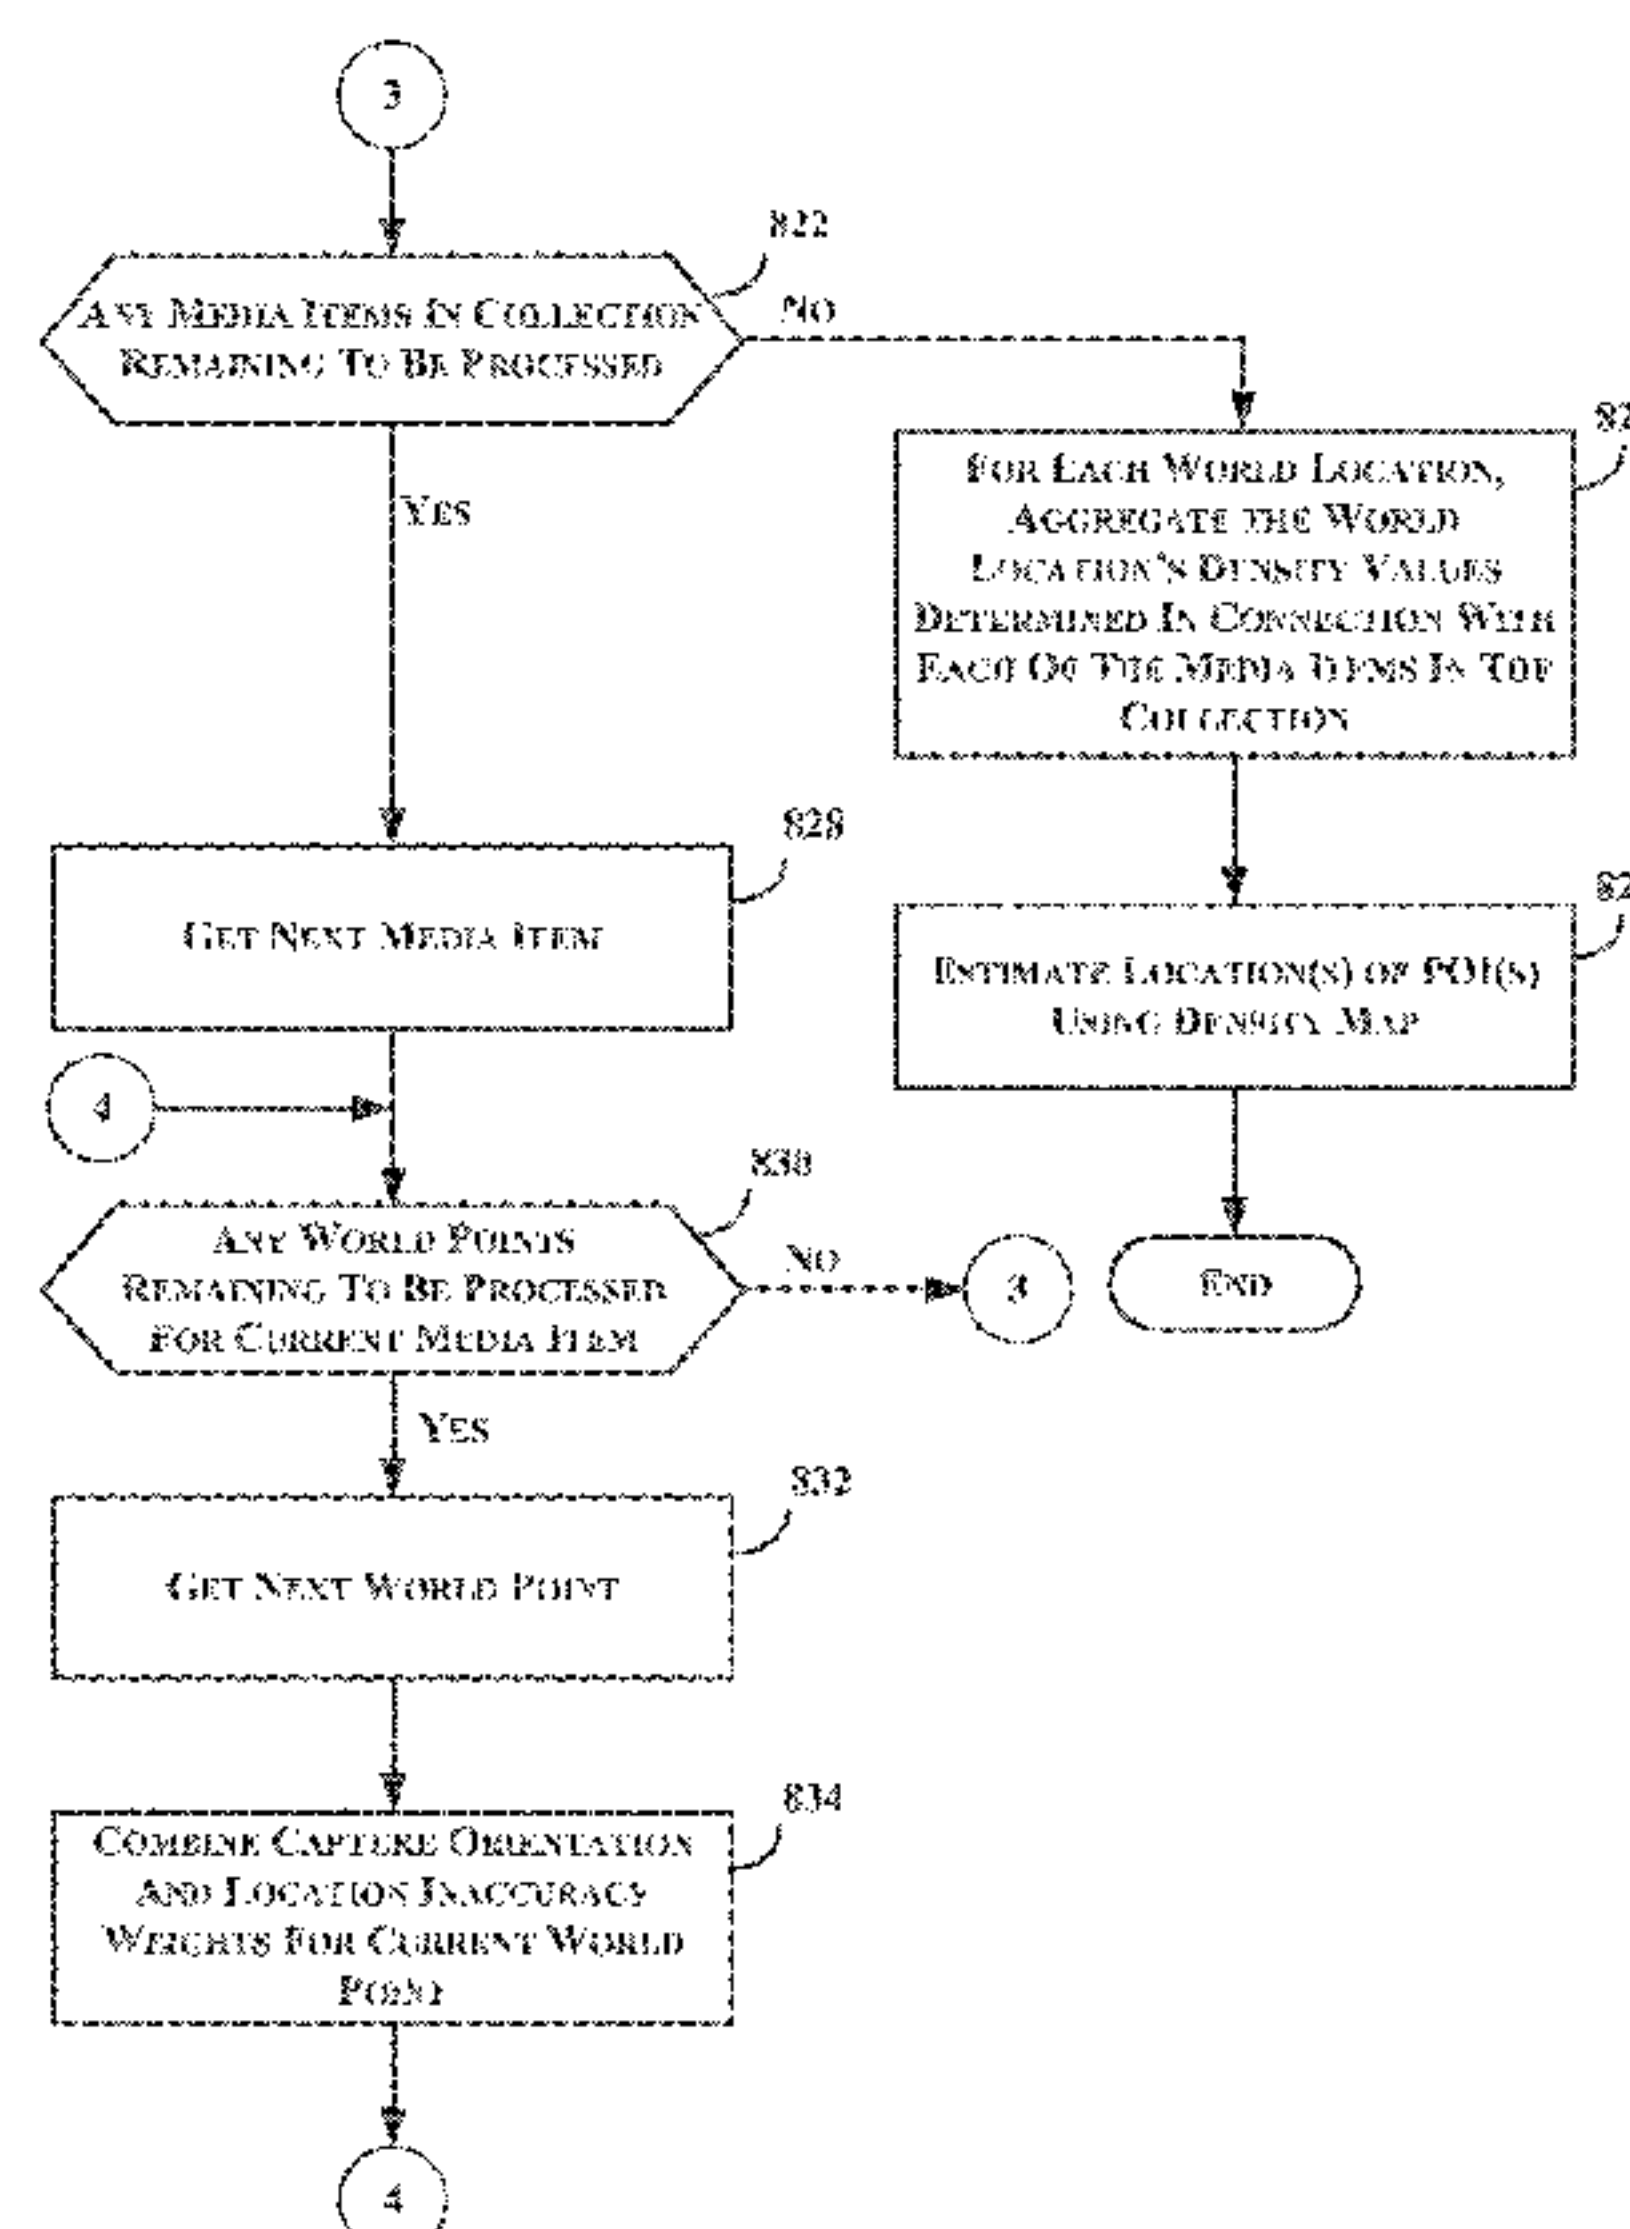 3
822
ANY MEDIA ITEMS IN COLLECTION
REMAINING TO BE PROCESSED
NO
YES
82
FOR EACH WORLD LOCATION,
AGGREGATE THE WORLD
LOCATION'S DENSITY VALUES
DETERMINED IN CONNECTION WITH
EACH OF THE MEDIA ITEMS IN THE
COLLECTION
828
GET NEXT MEDIA ITEM
82
ESTIMATE LOCATION(S) OF POI(S)
USING DENSITY MAP
4
830
ANY WORLD POINTS
REMAINING TO BE PROCESSED
FOR CURRENT MEDIA ITEM
NO
3
END
YES
832
GET NEXT WORLD POINT
834
COMBINE CAPTURE ORIENTATION
AND LOCATION INACCURACY
WEIGHTS FOR CURRENT WORLD
POINT
4